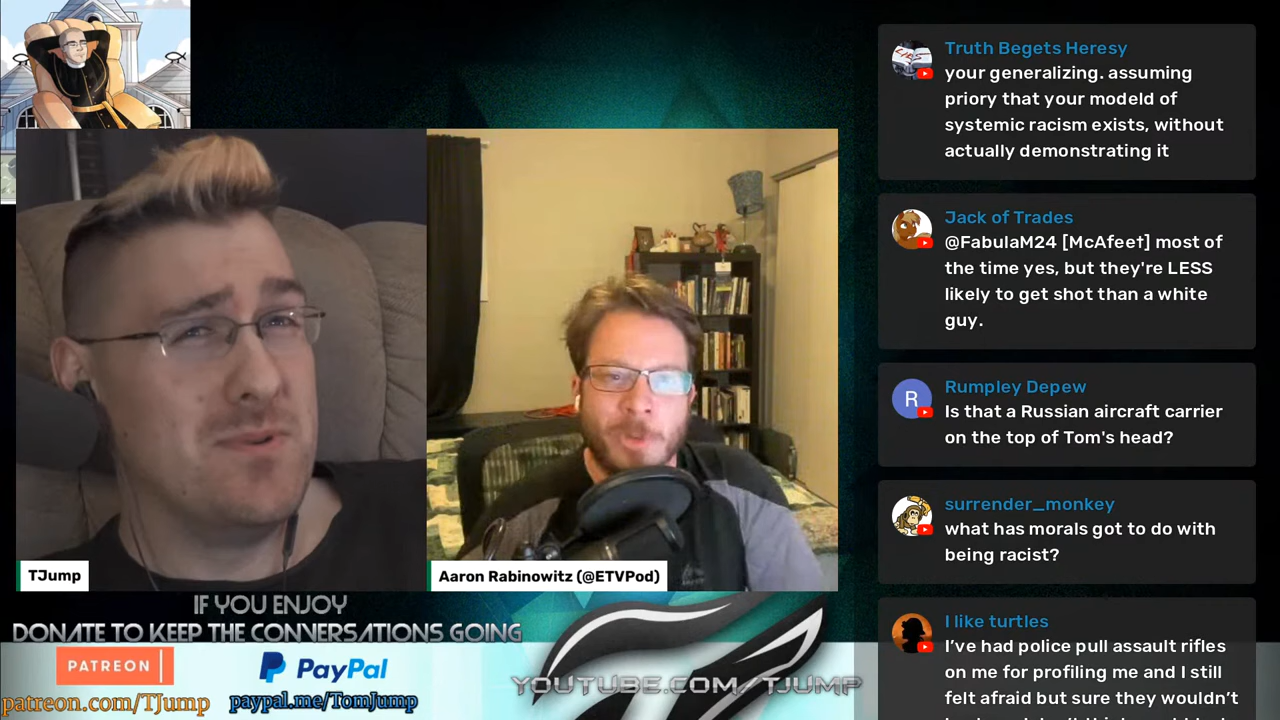 Truth Begets Heresy
your generalizing. assuming
priory that your modeld of
systemic racism exists, without
actually demonstrating it
Jack of Trades
@FabulaM24 [McAfee†] most of
the time yes, but they're LESS
likely to get shot than a white
guy.
Rumpley Depew
R
Is that a Russian aircraft carrier
on the top of Tom's head?
surrender_monkey
what has morals got to do with
being racist?
I like turtles
I've had police pull assault rifles
on me for profiling me and I still
felt afraid but sure they wouldn't
TJump
Aaron Rabinowitz (@ETVPod)
IF YOU ENJOY
DONATE TO KEEP THE CONVERSATIONS GOING
PATREON
PayPal
patreon.com/TJump
paypal.me/TomJump
YOUTUBE.COM/TJUMP